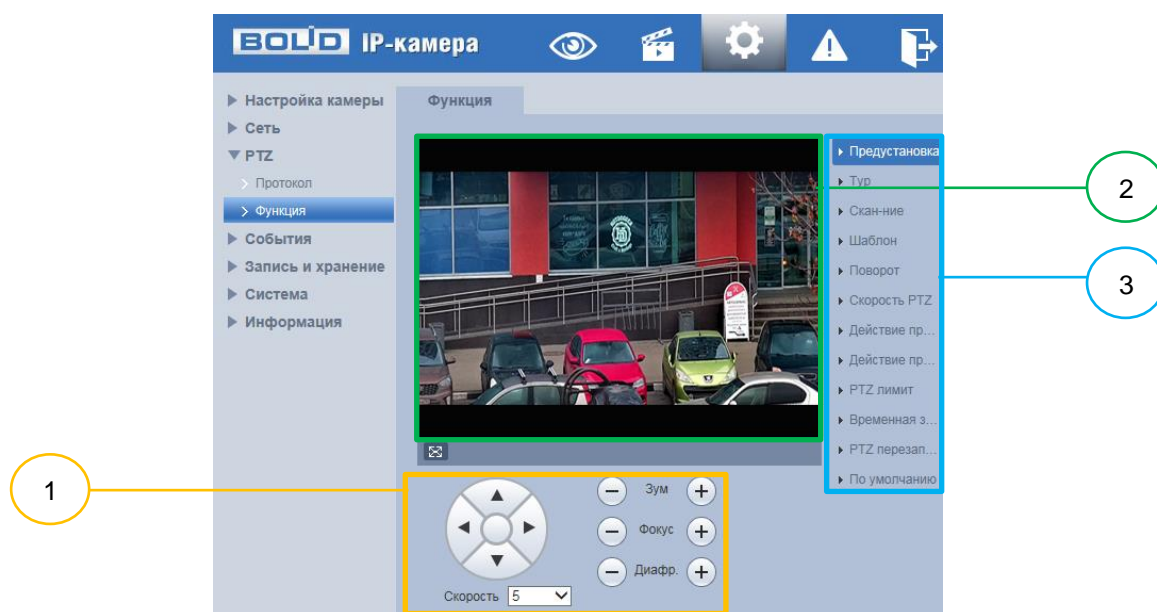 BOLID IP-камера
Настройка камеры
Сеть
PTZ
Протокол
Функция
События
Запись и хранение
Система
Информация
Функция
Предустановка
Тур
Скан-ние
Шаблон
Поворот
Скорость PTZ
Действие пр...
Действие пр...
PTZ лимит
Временная з...
PTZ перезап...
По умолчанию
Зум
Фокус
Диафр.
Скорость 5
1
2
3